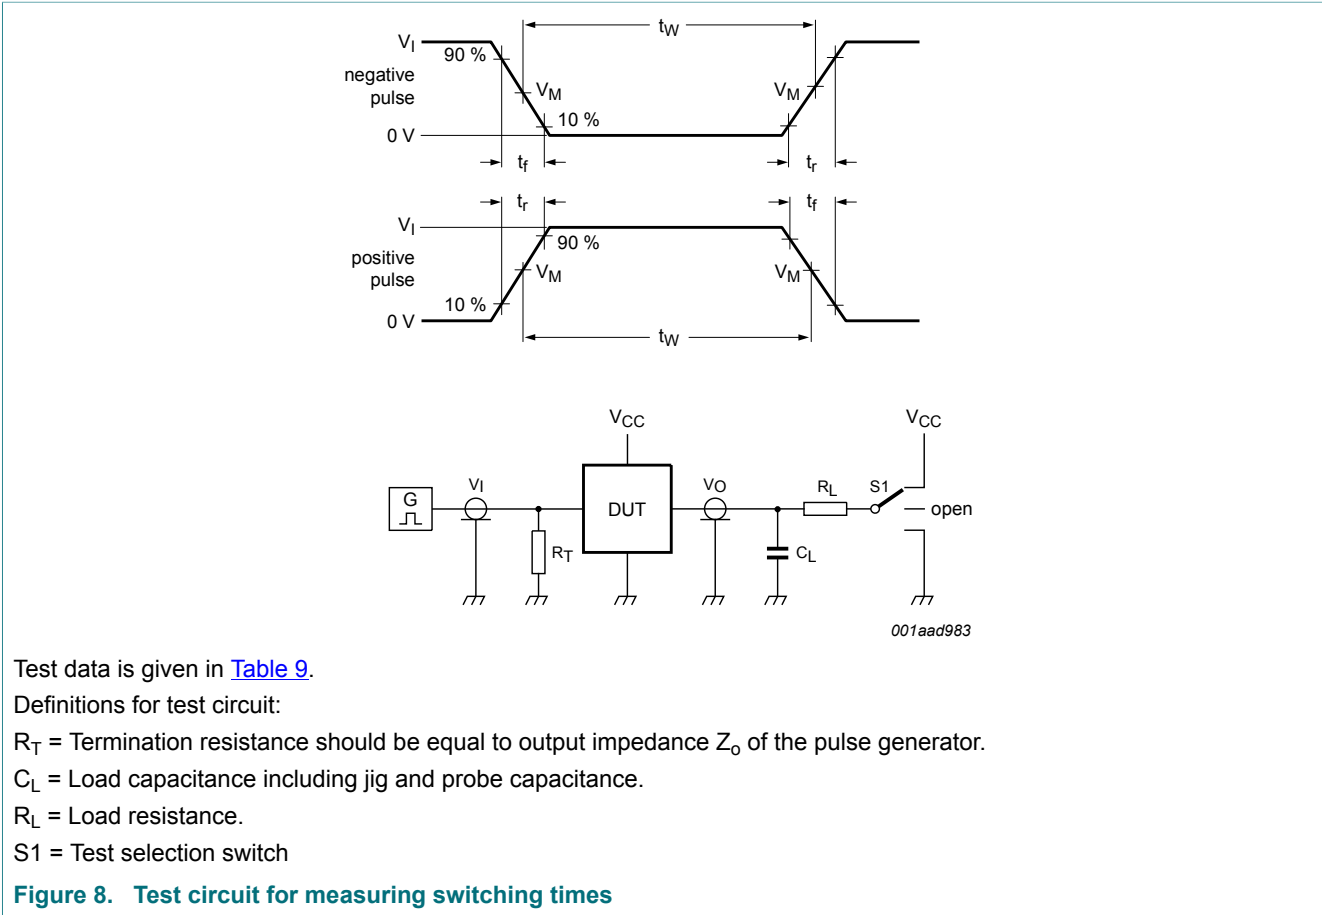 tW
VI
90 %
negative
pulse
VM
VM
10 %
0 V
tf
tr
tr
tf
VI
90 %
positive
pulse
VM
VM
10 %
0 V
tW
VCC
VCC
G
VI
DUT
VO
RL
S1
open
RT
CL
001aad983
Test data is given in Table 9.
Definitions for test circuit:
RT = Termination resistance should be equal to output impedance Zo of the pulse generator.
CL = Load capacitance including jig and probe capacitance.
RL = Load resistance.
S1 = Test selection switch
Figure 8. Test circuit for measuring switching times